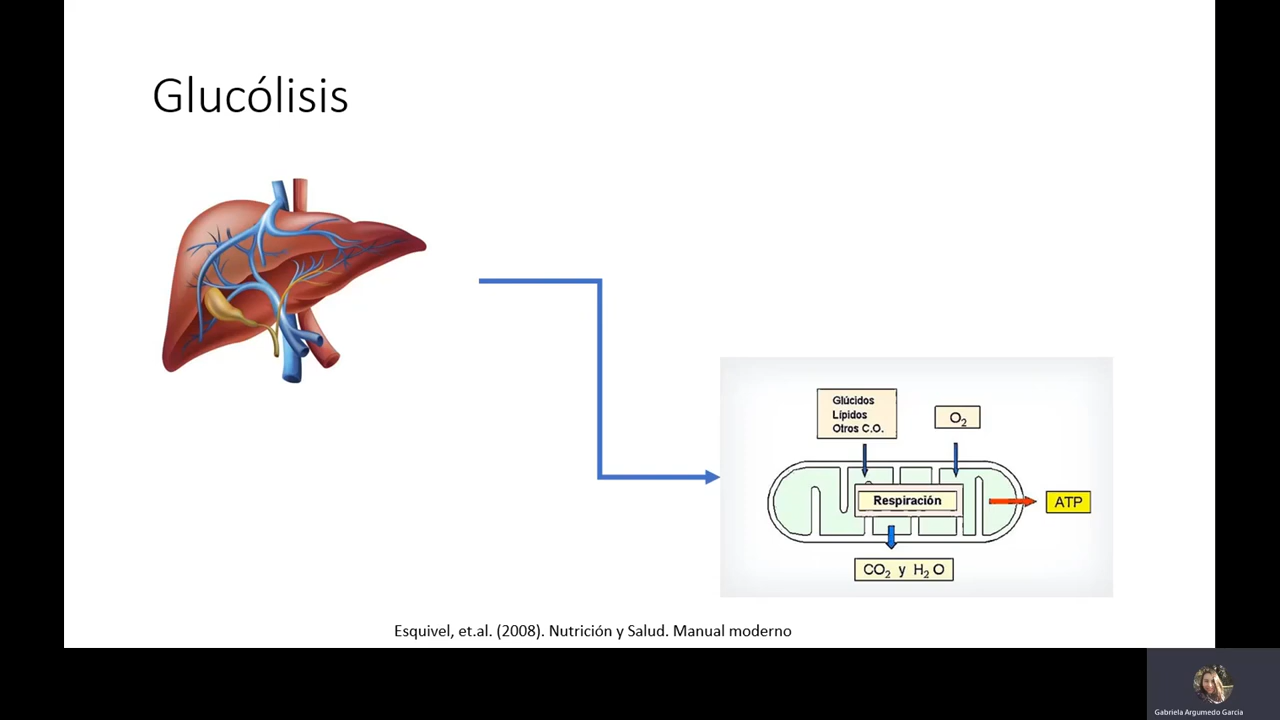 Glucólisis
Glúcidos
Lípidos
Otros C.O.
O₂
Respiración
ATP
CO₂ y H₂O
Esquivel, et.al. (2008). Nutrición y Salud. Manual moderno
Gabriela Argumedo Garcia